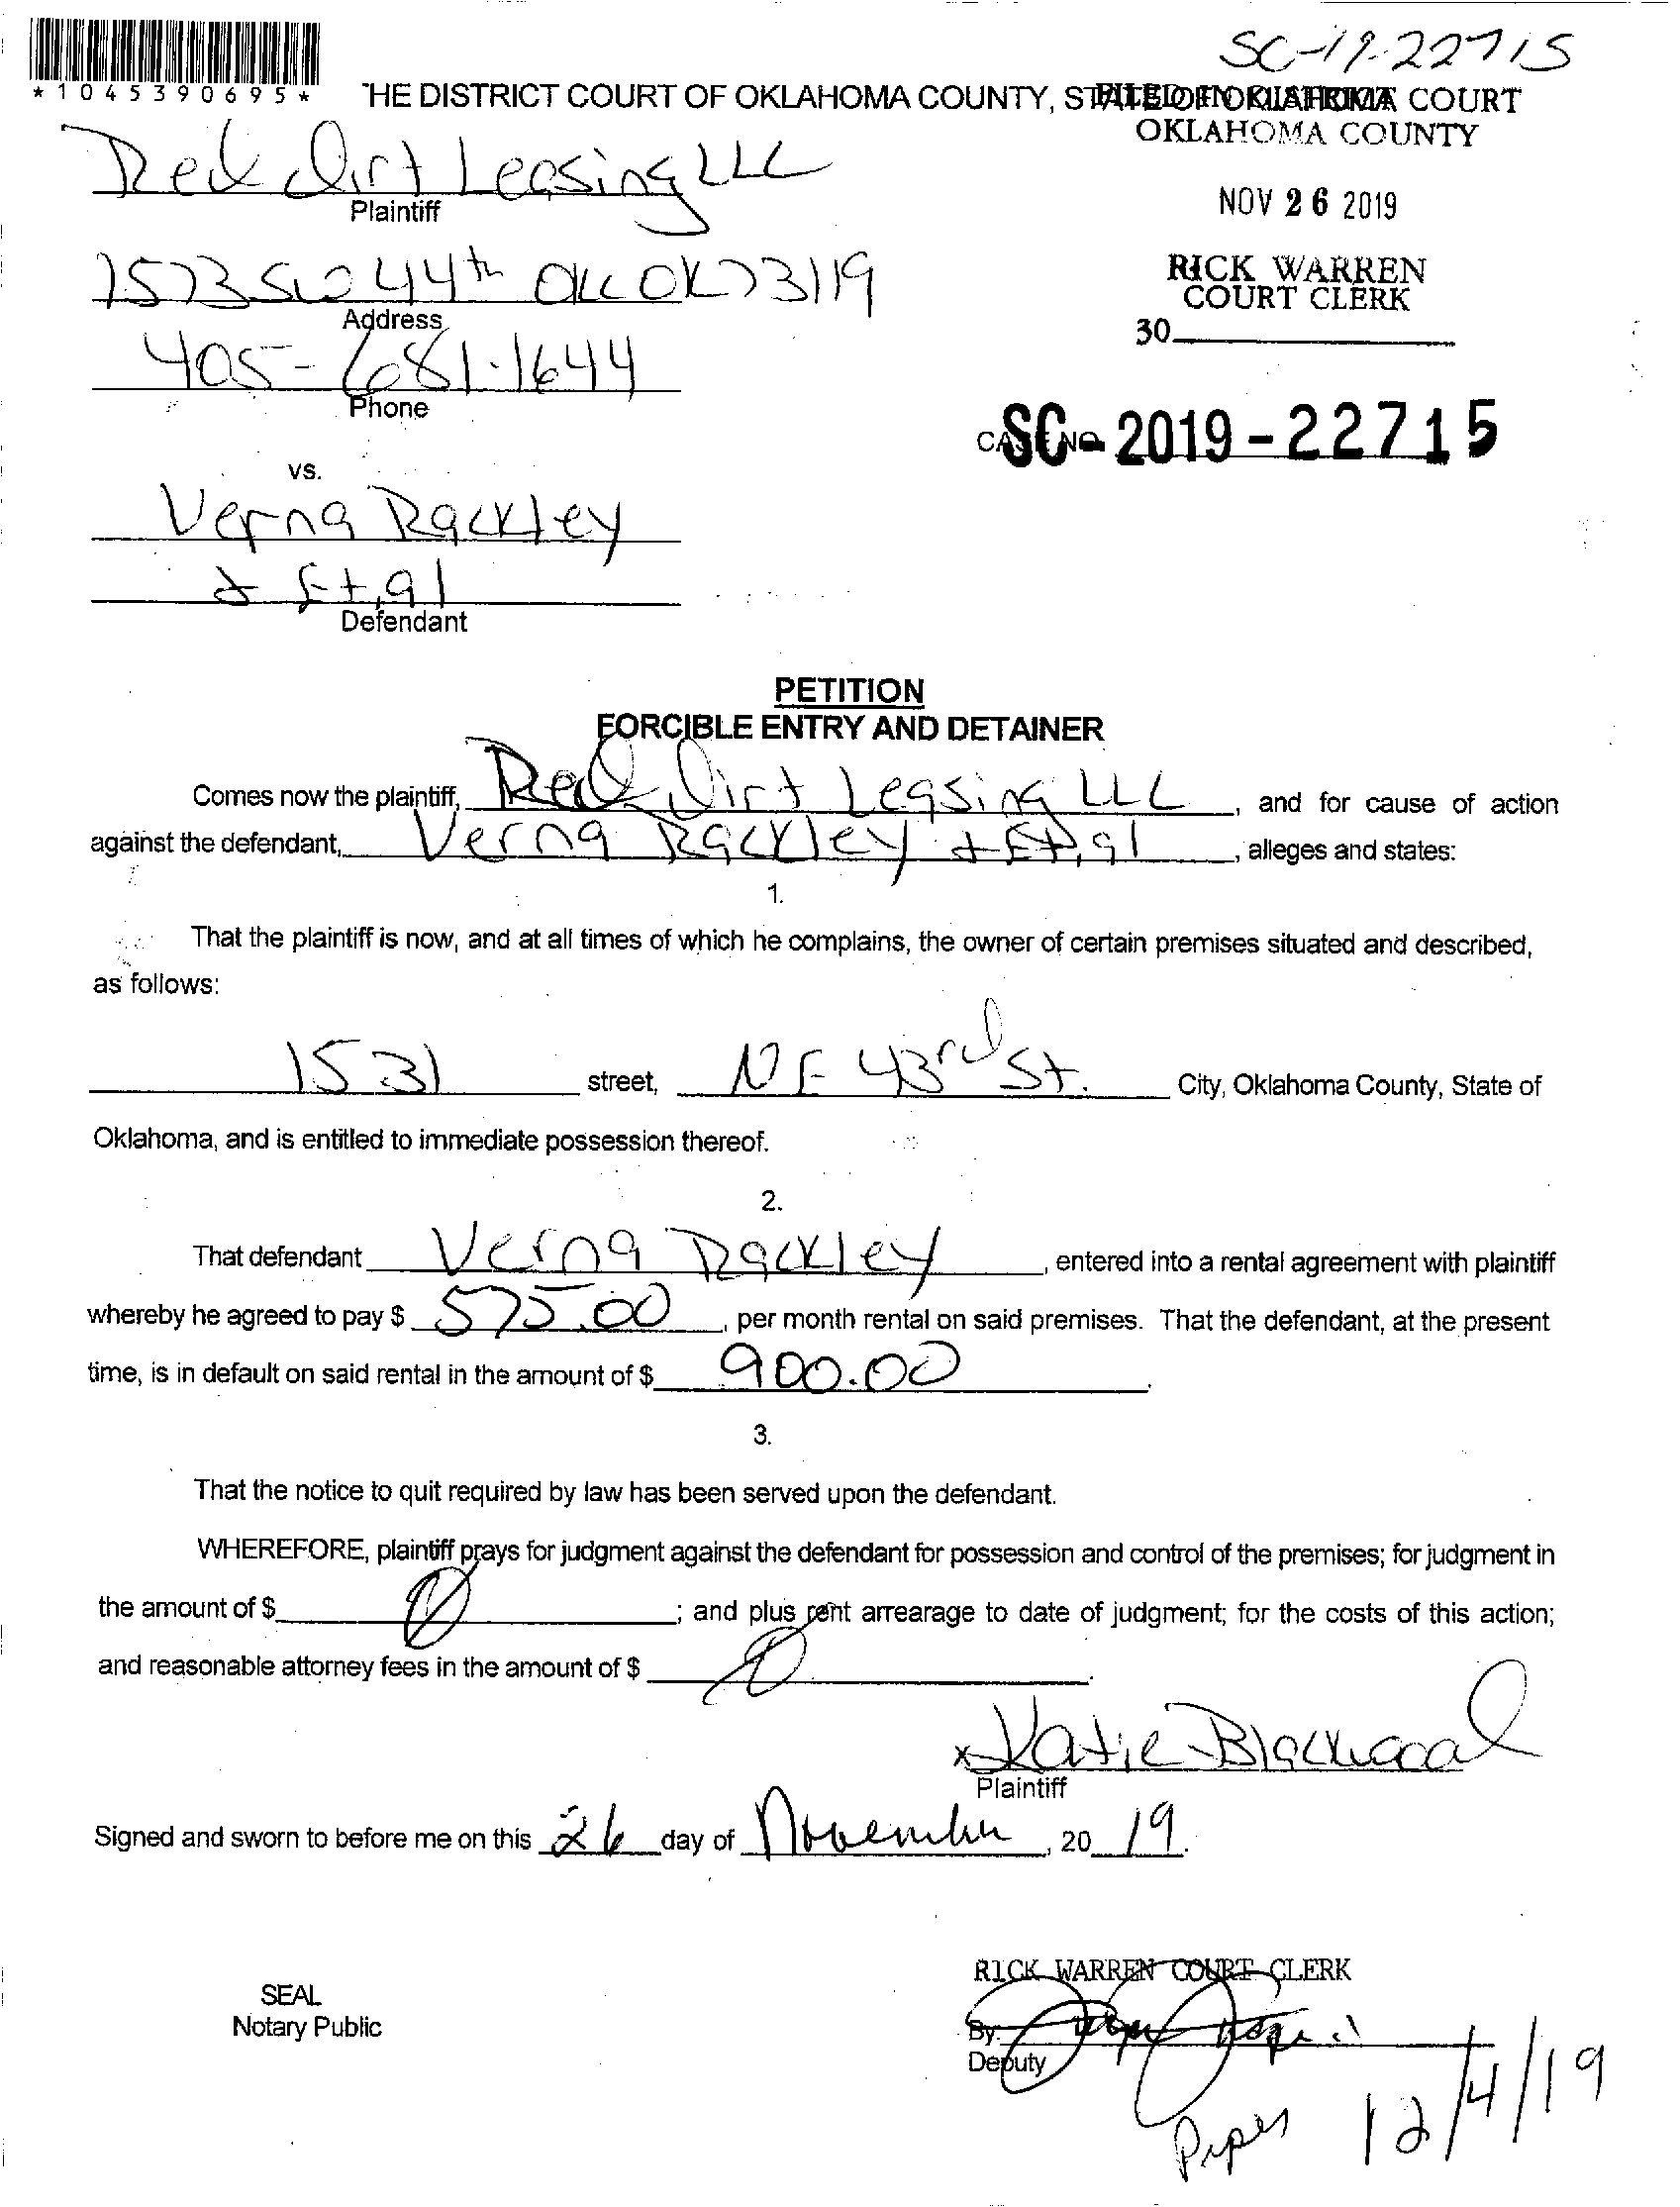 SC-19-22715
*1045390695*
THE DISTRICT COURT OF OKLAHOMA COUNTY, STATE OF OKLAHOMA
FILED IN DISTRICT COURT
OKLAHOMA COUNTY
Red Dirt Leasing LLC
Plaintiff
NOV 26 2019
1573 SW 44th OKC OK 73119
Address
RICK WARREN
COURT CLERK
30
405-681-1644
Phone
CASE NO. SC-2019-22715
vs.
Verna Rackley
& Et, al
Defendant
PETITION
FORCIBLE ENTRY AND DETAINER
Comes now the plaintiff, Red Dirt Leasing LLC, and for cause of action
against the defendant, Verna Rackley & Et, al, alleges and states:
1.
That the plaintiff is now, and at all times of which he complains, the owner of certain premises situated and described,
as follows:
1531 street, NE 43rd St. City, Oklahoma County, State of
Oklahoma, and is entitled to immediate possession thereof.
2.
That defendant Verna Rackley, entered into a rental agreement with plaintiff
whereby he agreed to pay $ 575.00, per month rental on said premises. That the defendant, at the present
time, is in default on said rental in the amount of $ 900.00.
3.
That the notice to quit required by law has been served upon the defendant.
WHEREFORE, plaintiff prays for judgment against the defendant for possession and control of the premises; for judgment in
the amount of $ 0; and plus rent arrearage to date of judgment; for the costs of this action;
and reasonable attorney fees in the amount of $ 0.
x Katie Blackwood
Plaintiff
Signed and sworn to before me on this 26 day of November, 2019.
RICK WARREN COURT CLERK
SEAL
Notary Public
By:
Deputy
12/4/19